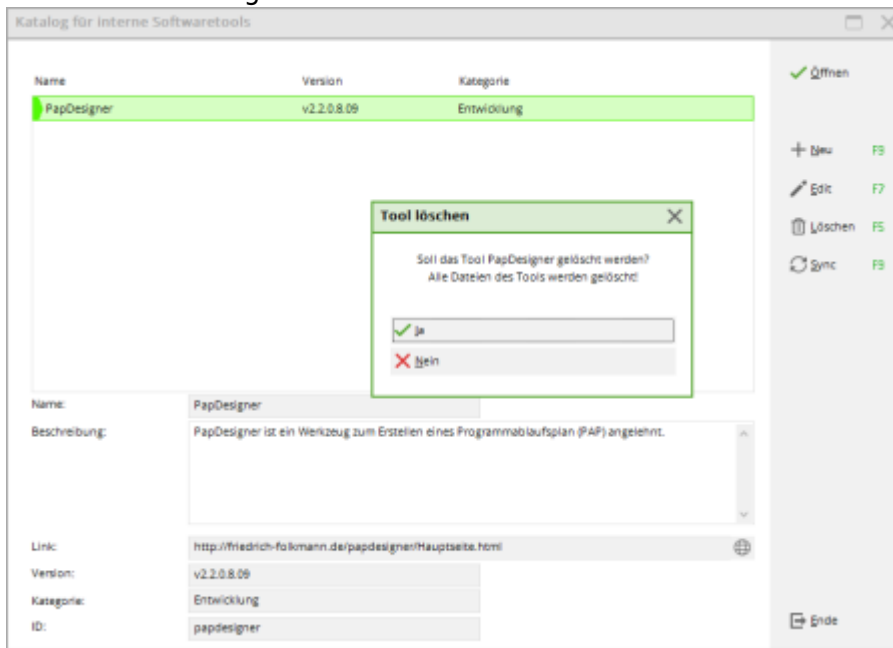 Katalog für interne Softwaretools
Name Version Kategorie
PapDesigner v2.2.0.8.09 Entwicklung
Öffnen
Neu F9
Edit F7
Löschen F5
Sync F9
Tool löschen
Soll das Tool PapDesigner gelöscht werden?
Alle Dateien des Tools werden gelöscht!
Ja
Nein
Name: PapDesigner
Beschreibung: PapDesigner ist ein Werkzeug zum Erstellen eines Programmablaufsplan (PAP) angelehnt.
Link: http://friedrich-folkmann.de/papdesigner/Hauptseite.html
Version: v2.2.0.8.09
Kategorie: Entwicklung
ID: papdesigner
Ende